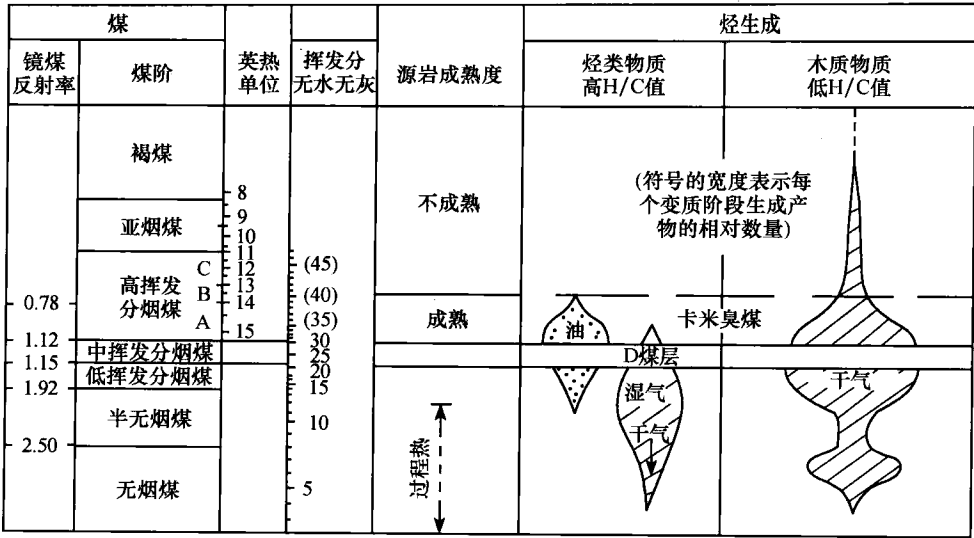 煤
烃生成
镜煤
反射率
煤阶
英热
单位
挥发分
无水无灰
源岩成熟度
烃类物质
高H/C值
木质物质
低H/C值
褐煤
8
不成熟
(符号的宽度表示每
个变质阶段生成产
物的相对数量)
亚烟煤
9
10
11
高挥发
分烟煤
C
B
A
12
13
14
15
(45)
(40)
(35)
0.78
成熟
油
卡米臭煤
1.12
30
中挥发分烟煤
25
D煤层
1.15
低挥发分烟煤
20
15
1.92
湿气
干气
干气
半无烟煤
10
2.50
过程热
无烟煤
5